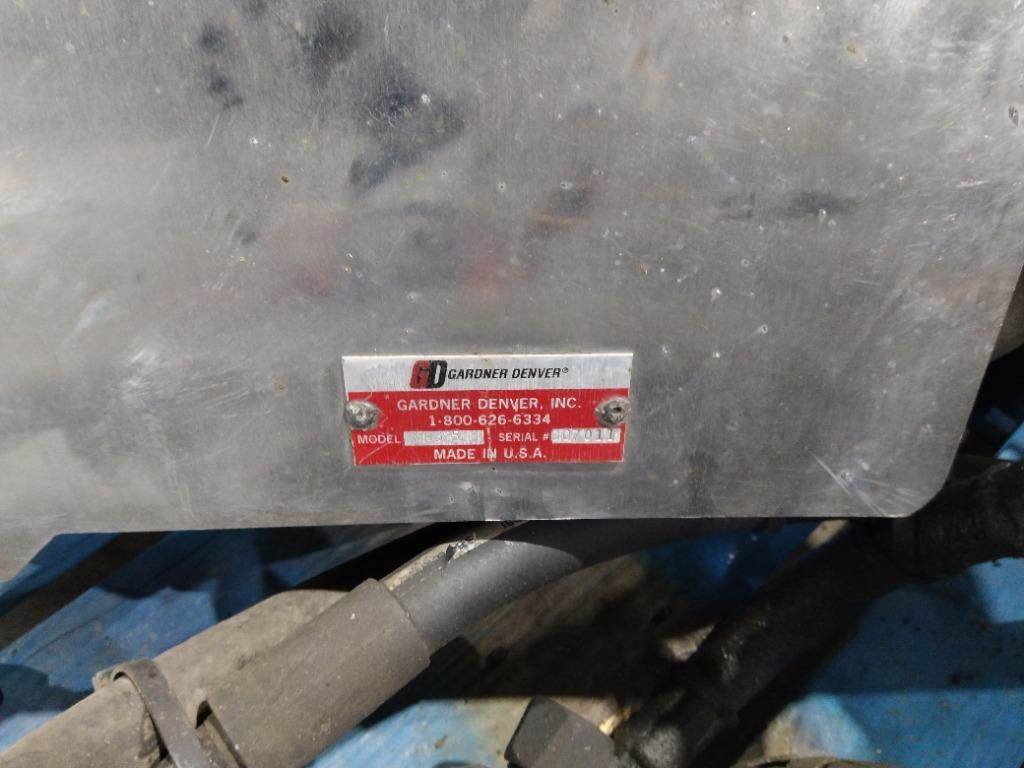 GD GARDNER DENVER®
GARDNER DENVER, INC.
1-800-626-6334
MODEL SERIAL #
MADE IN U.S.A.